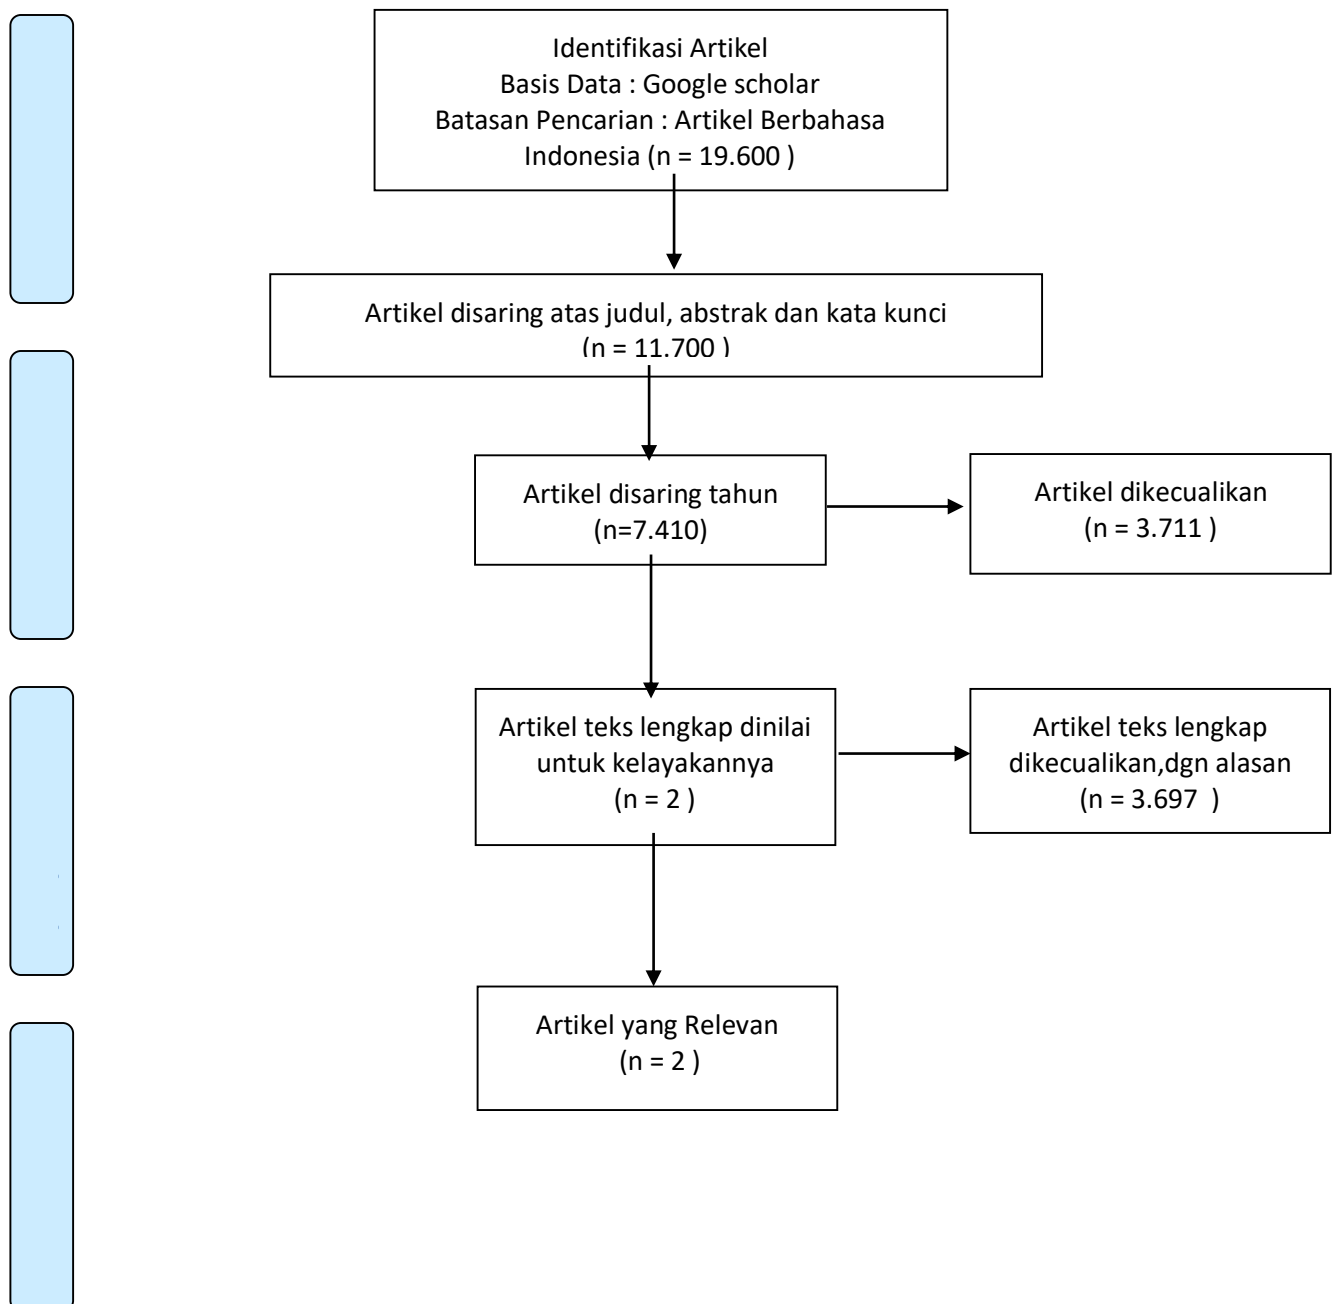 Identifikasi Artikel
Basis Data : Google scholar
Batasan Pencarian : Artikel Berbahasa
Indonesia (n = 19.600 )
Artikel disaring atas judul, abstrak dan kata kunci
(n = 11.700 )
Artikel disaring tahun
(n=7.410)
Artikel dikecualikan
(n = 3.711 )
Artikel teks lengkap dinilai
untuk kelayakannya
(n = 2 )
Artikel teks lengkap
dikecualikan,dgn alasan
(n = 3.697 )
Artikel yang Relevan
(n = 2 )